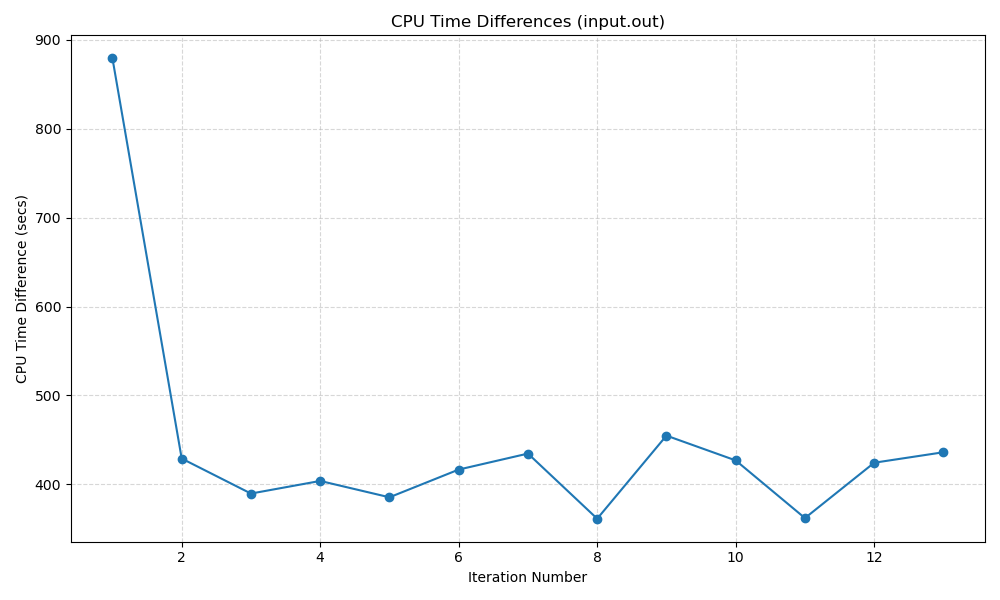 CPU Time Differences (input.out)
CPU Time Difference (secs)
900
800
700
600
500
400
2 4 6 8 10 12
Iteration Number